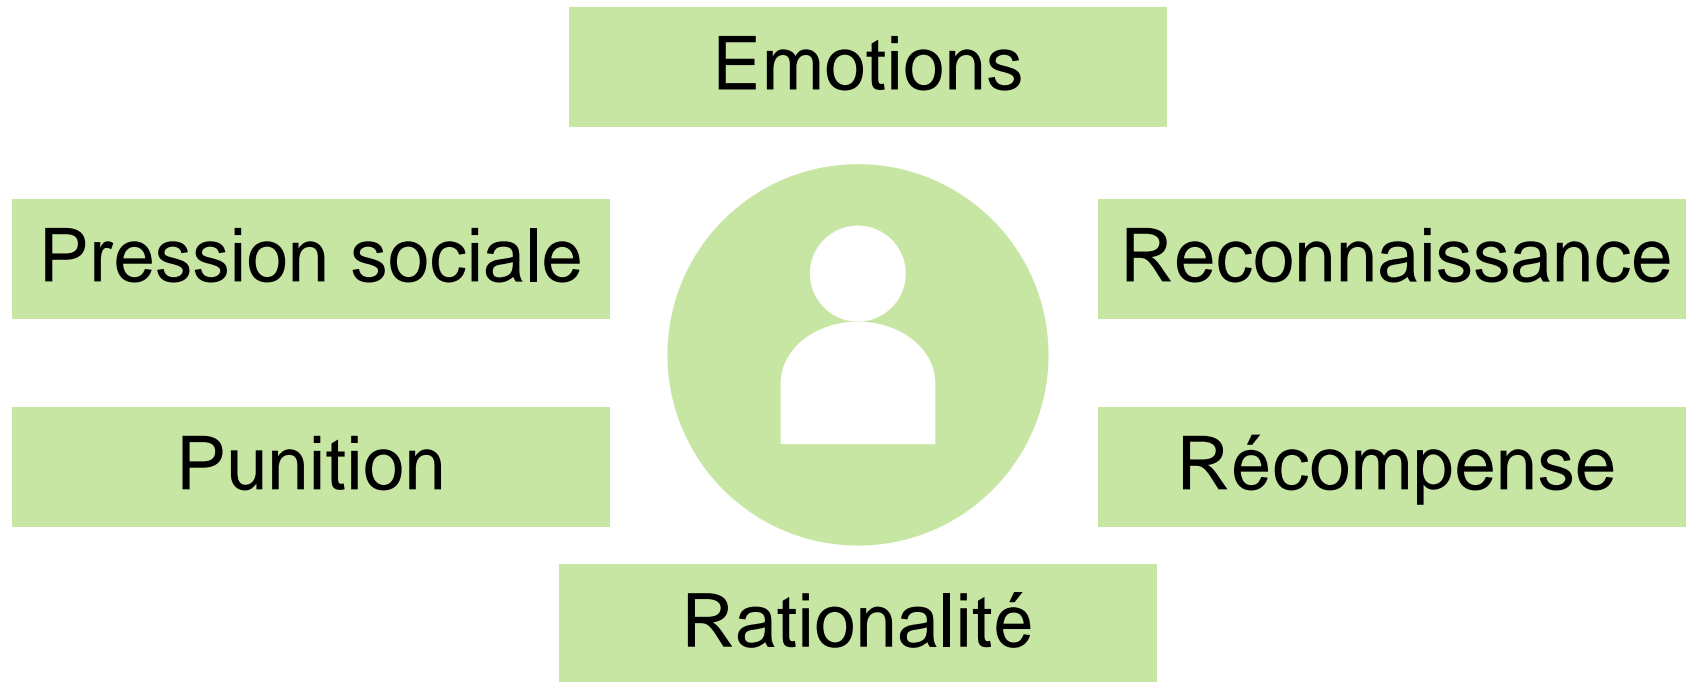 Emotions
Pression sociale
Reconnaissance
Punition
Récompense
Rationalité